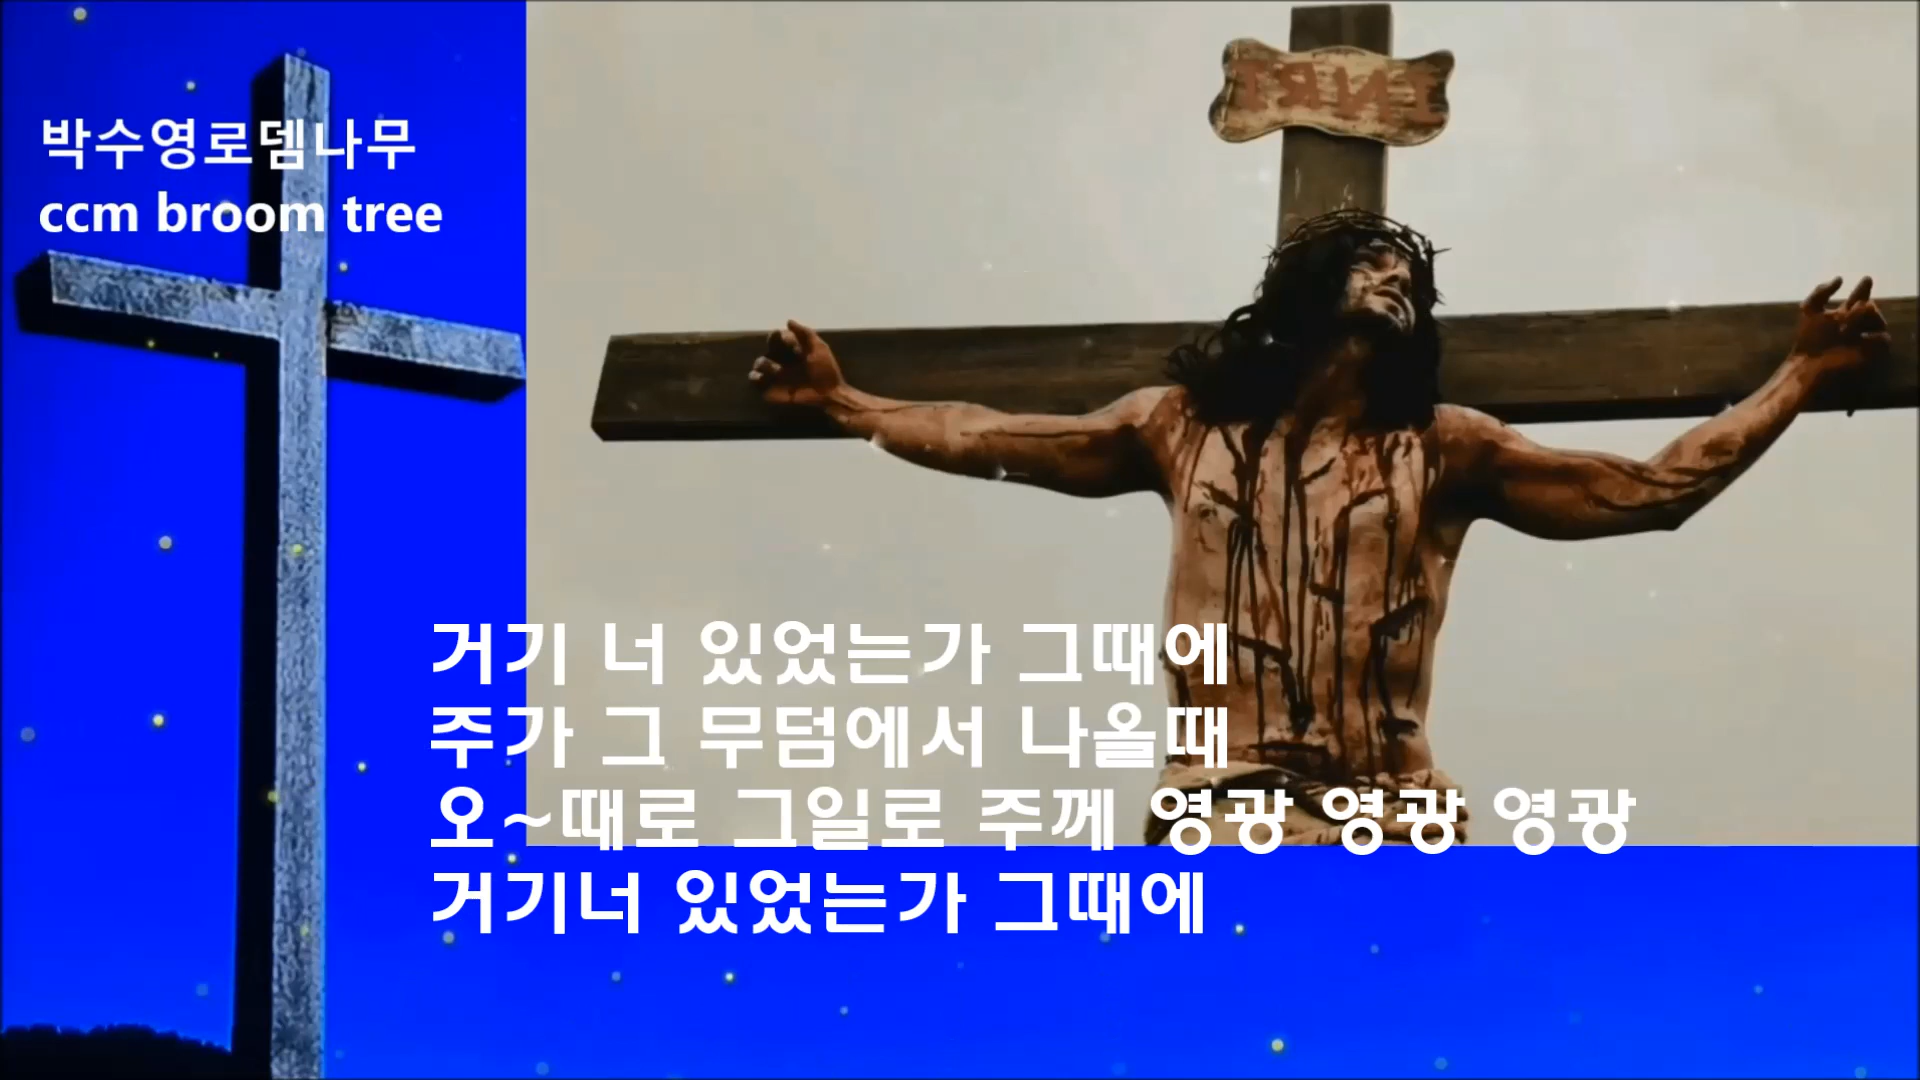 박수영로뎀나무
ccm broom tree
INRI
거기 너 있었는가 그때에
주가 그 무덤에서 나올때
오~때로 그일로 주께 영광 영광 영광
거기너 있었는가 그때에